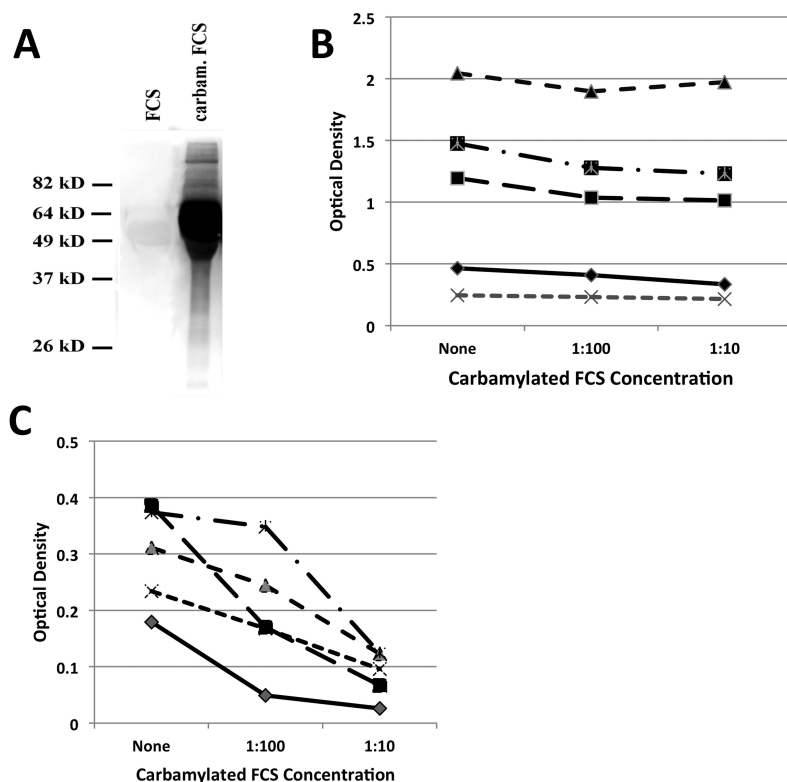 A
FCS
carbam. FCS
82 kD
64 kD
49 kD
37 kD
26 kD
B
2.5
2
1.5
1
0.5
0
Optical Density
None 1:100 1:10
Carbamylated FCS Concentration
C
0.5
0.4
0.3
0.2
0.1
0
Optical Density
None 1:100 1:10
Carbamylated FCS Concentration